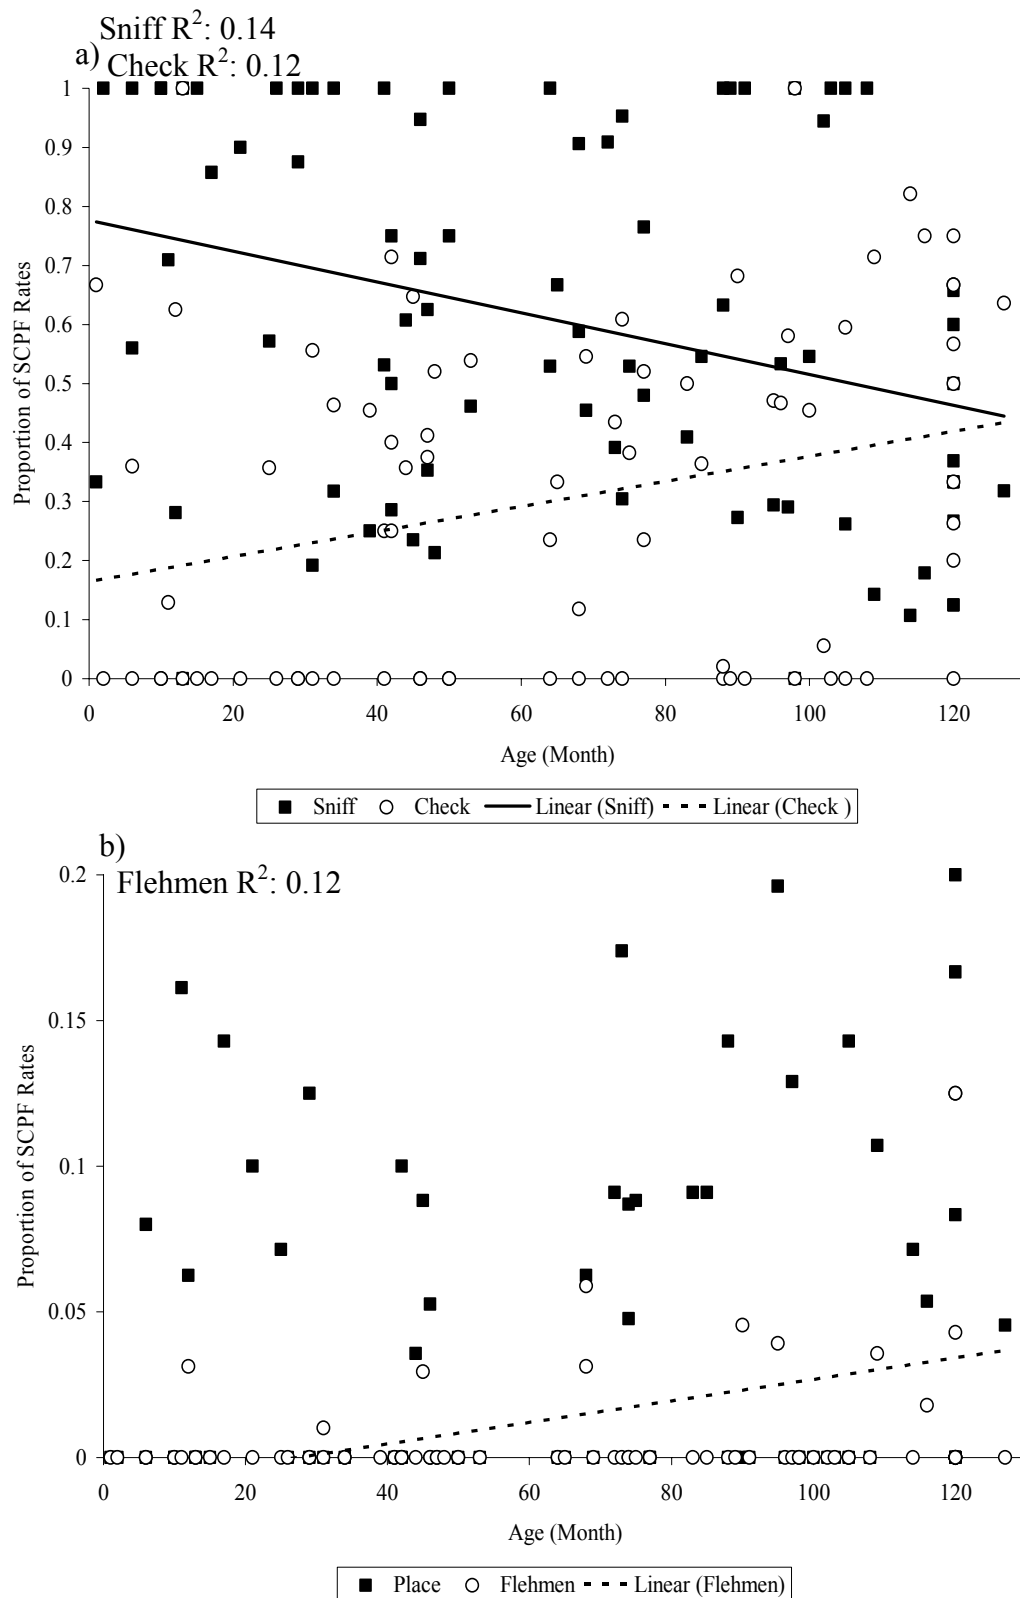 Sniff R²: 0.14
a)
Check R²: 0.12
1
0.9
0.8
0.7
0.6
0.5
0.4
0.3
0.2
0.1
0
Proportion of SCPF Rates
0 20 40 60 80 100 120
Age (Month)
Sniff Check Linear (Sniff) Linear (Check )
b)
Flehmen R²: 0.12
0.2
0.15
0.1
0.05
0
Proportion of SCPF Rates
0 20 40 60 80 100 120
Age (Month)
Place Flehmen Linear (Flehmen)